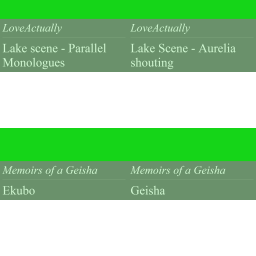 LoveActually LoveActually
Lake scene - Parallel Lake Scene - Aurelia
Monologues shouting
Memoirs of a Geisha Memoirs of a Geisha
Ekubo Geisha